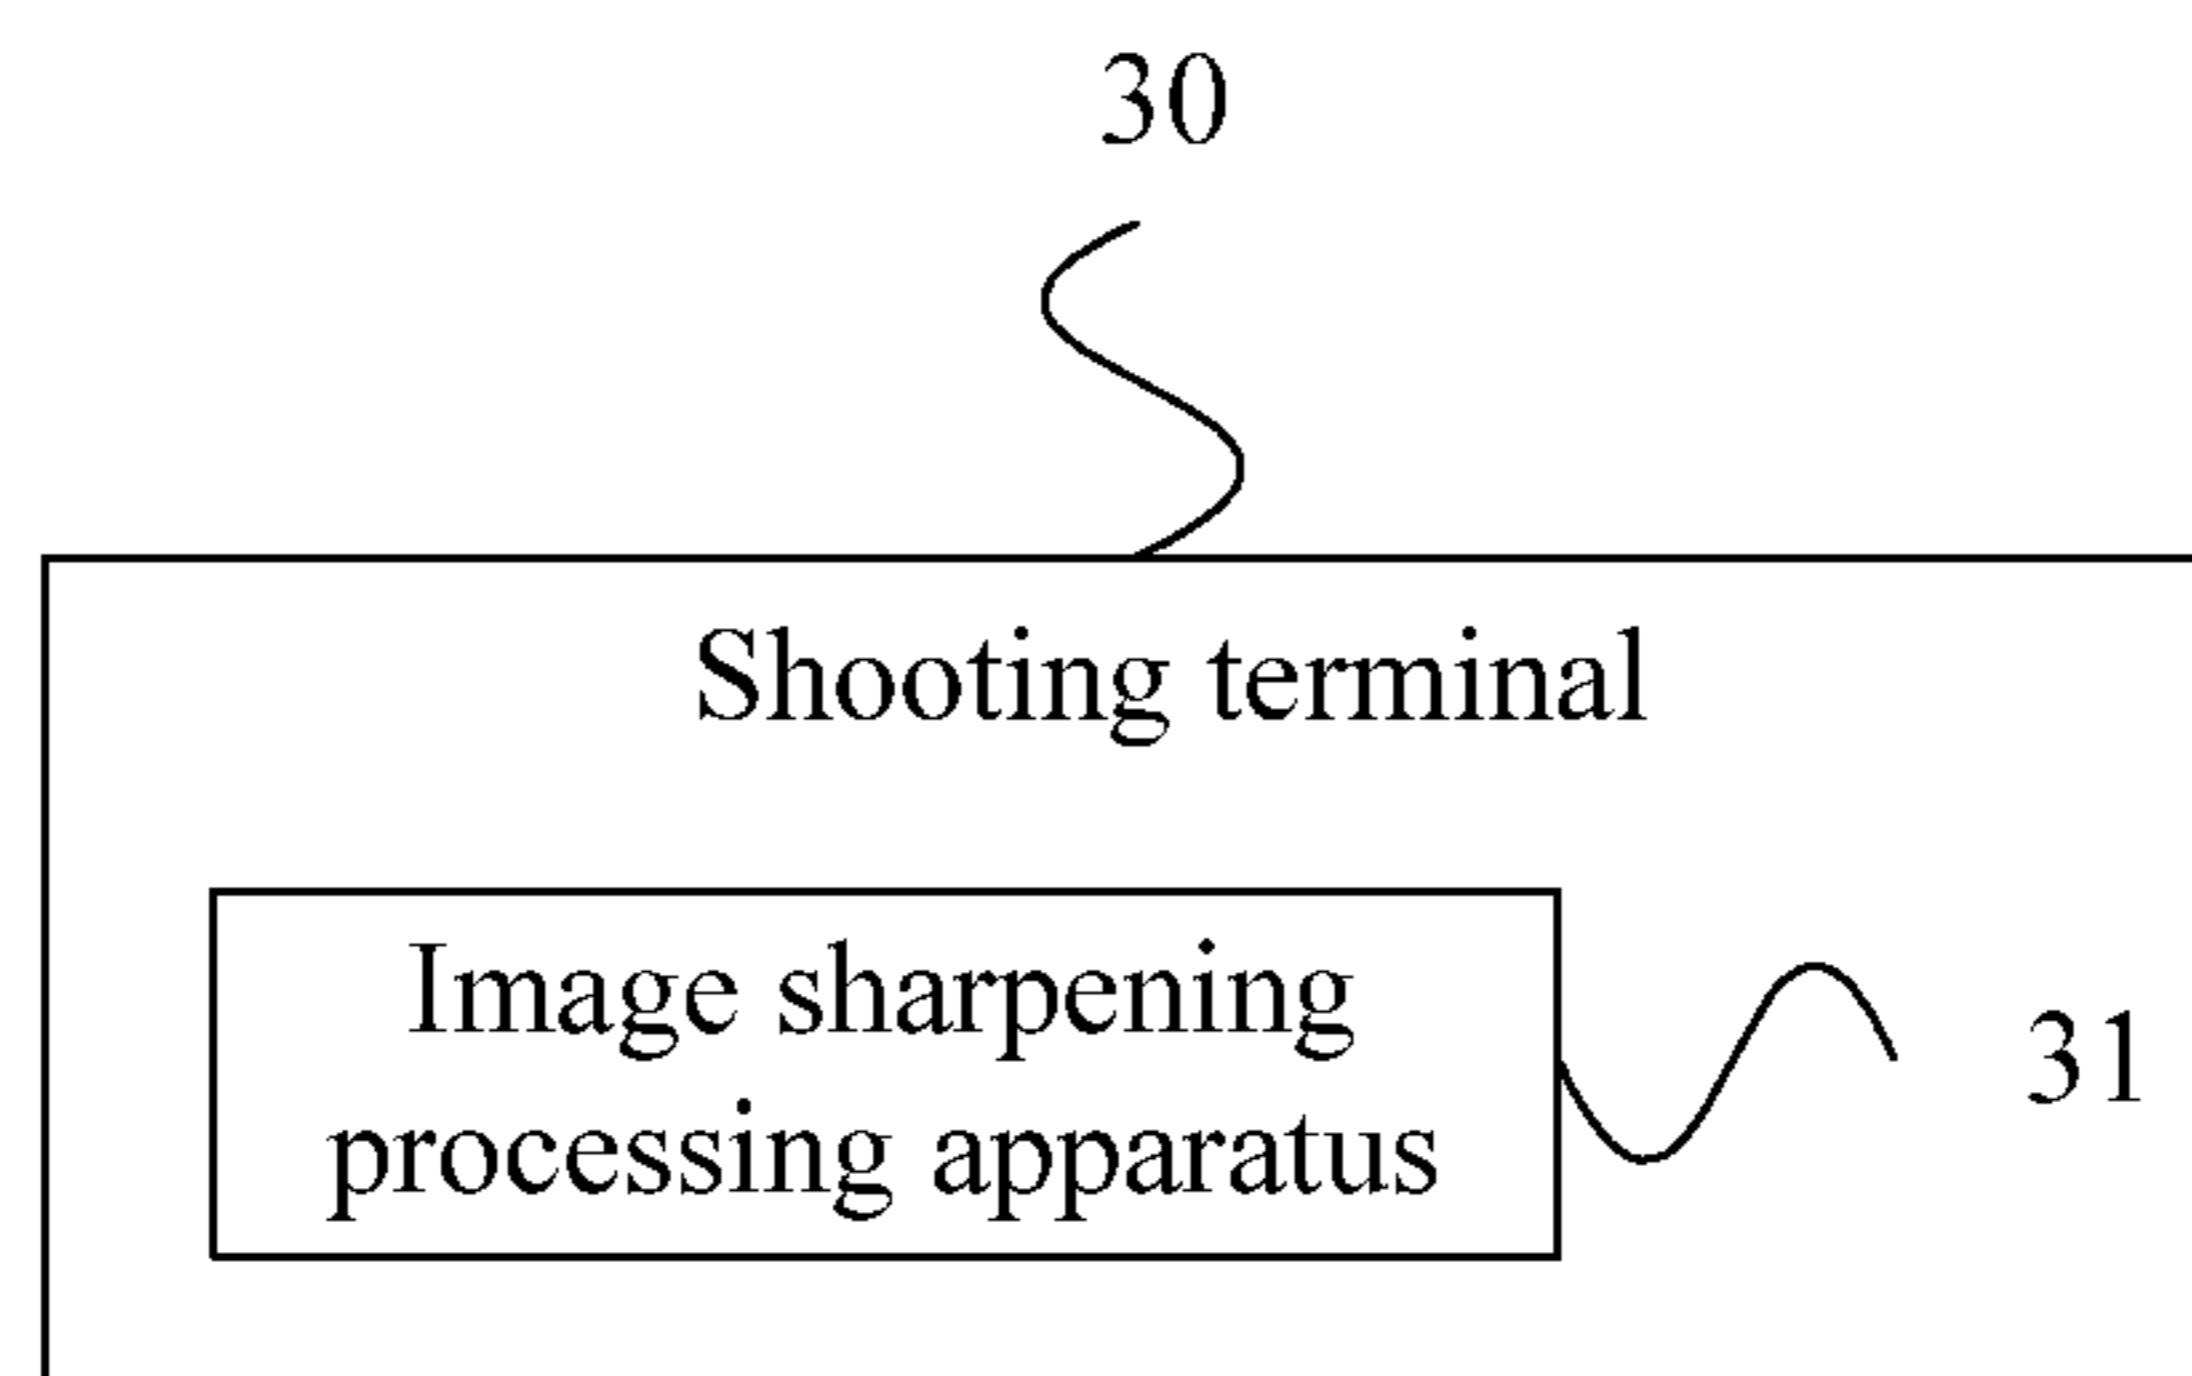 30
Shooting terminal
Image sharpening
processing apparatus
31